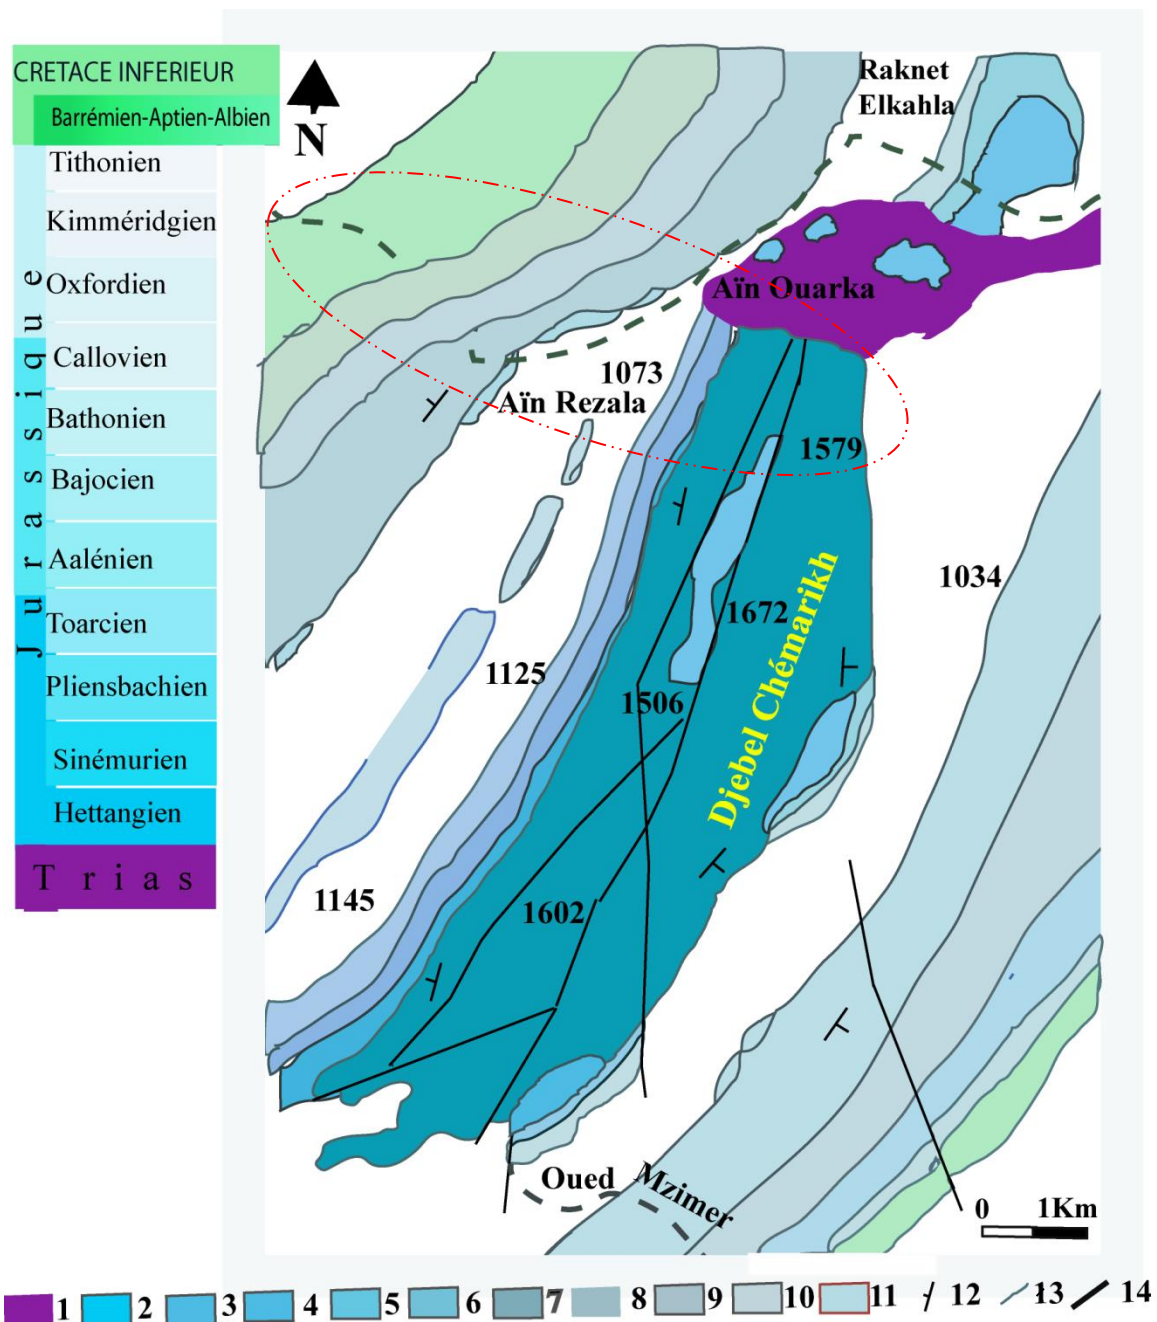 CRETACE INFERIEUR
Barrémien-Aptien-Albien
Tithonien
Kimméridgien
Oxfordien
Callovien
Bathonien
Bajocien
Aalénien
Toarcien
Pliensbachien
Sinémurien
Hettangien
Jurassique
Trias
N
Raknet
Elkahla
Aïn Ouarka
1073
Aïn Rezala
1579
1034
1672
1125
1506
Djebel Chémarikh
1145
1602
Oued Mzimer
0 1Km
1 2 3 4 5 6 7 8 9 10 11 12 13 14